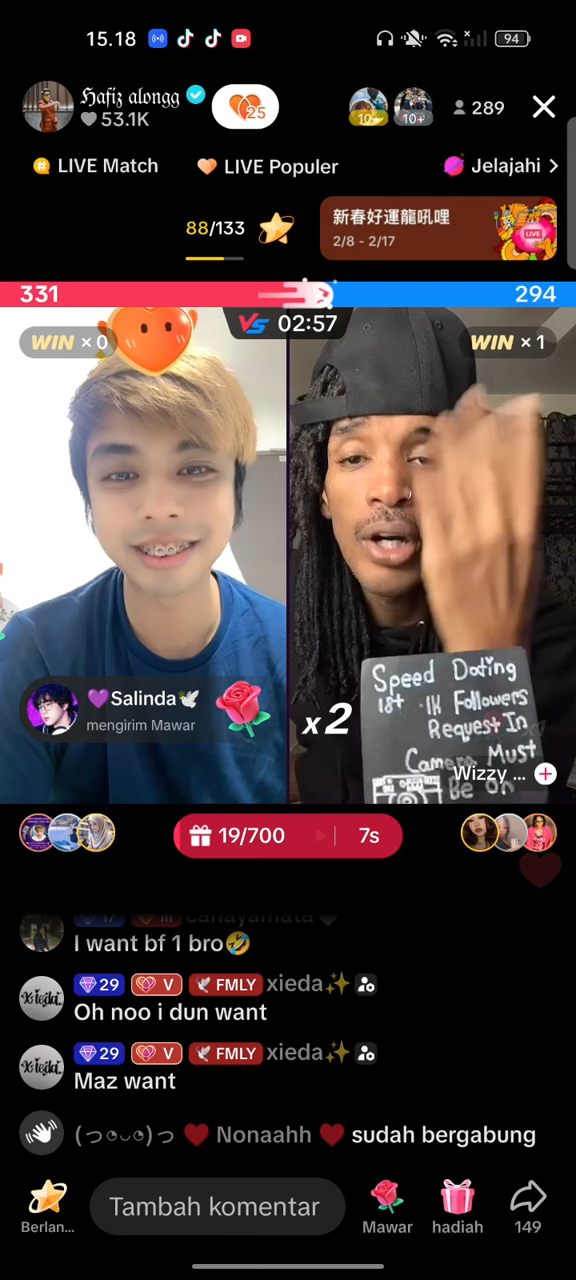 15.18
94
Hafiz alongg
53.1K
25
10+
10+
289
LIVE Match
LIVE Populer
Jelajahi
88/133
新春好運龍吼哩
2/8 - 2/17
LIVE
331
294
VS 02:57
WIN × 0
WIN × 1
💜Salinda🕊
mengirim Mawar
x2
Speed Dating
18+ 1K Followers
Request In
Camera Must
Be On
Wizzy ...
19/700
7s
I want bf 1 bro🤣
29 V FMLY xieda✨
Oh noo i dun want
29 V FMLY xieda✨
Maz want
(っ◔◡◔)っ ♥ Nonaahh ♥ sudah bergabung
Berlan...
Tambah komentar
Mawar
hadiah
149